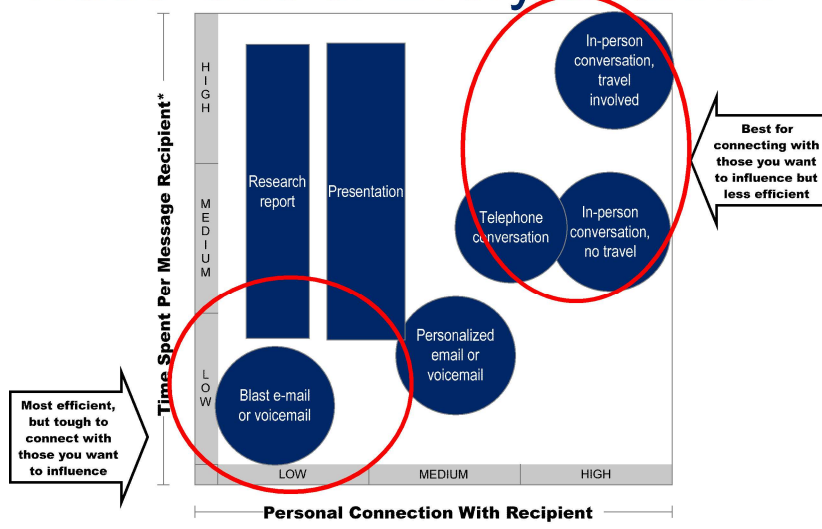 Time Spent Per Message Recipient*
HIGH
MEDIUM
LOW
Research
report
Presentation
In-person
conversation,
travel
involved
Telephone
conversation
In-person
conversation,
no travel
Personalized
email or
voicemail
Blast e-mail
or voicemail
Best for
connecting with
those you want
to influence but
less efficient
Most efficient,
but tough to
connect with
those you want
to influence
LOW
MEDIUM
HIGH
Personal Connection With Recipient